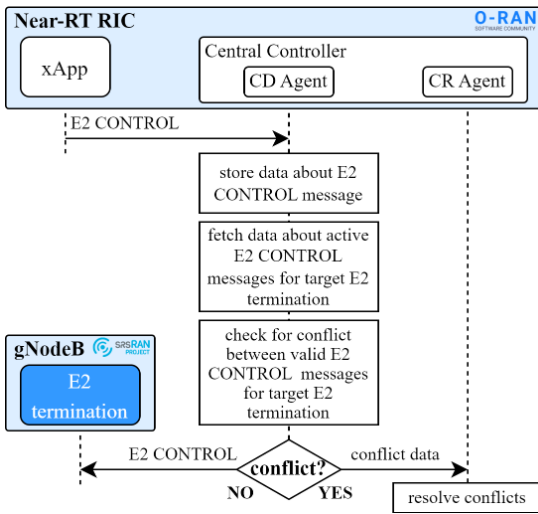 Near-RT RIC
O-RAN
SOFTWARE COMMUNITY
xApp
Central Controller
CD Agent
CR Agent
E2 CONTROL
store data about E2
CONTROL message
fetch data about active
E2 CONTROL
messages for target E2
termination
check for conflict
between valid E2
CONTROL messages
for target E2
termination
gNodeB
SRSRAN
PROJECT
E2
termination
E2 CONTROL
conflict?
conflict data
NO
YES
resolve conflicts